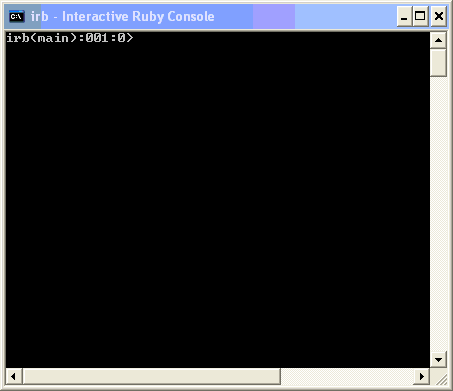 irb - Interactive Ruby Console
irb(main):001:0>